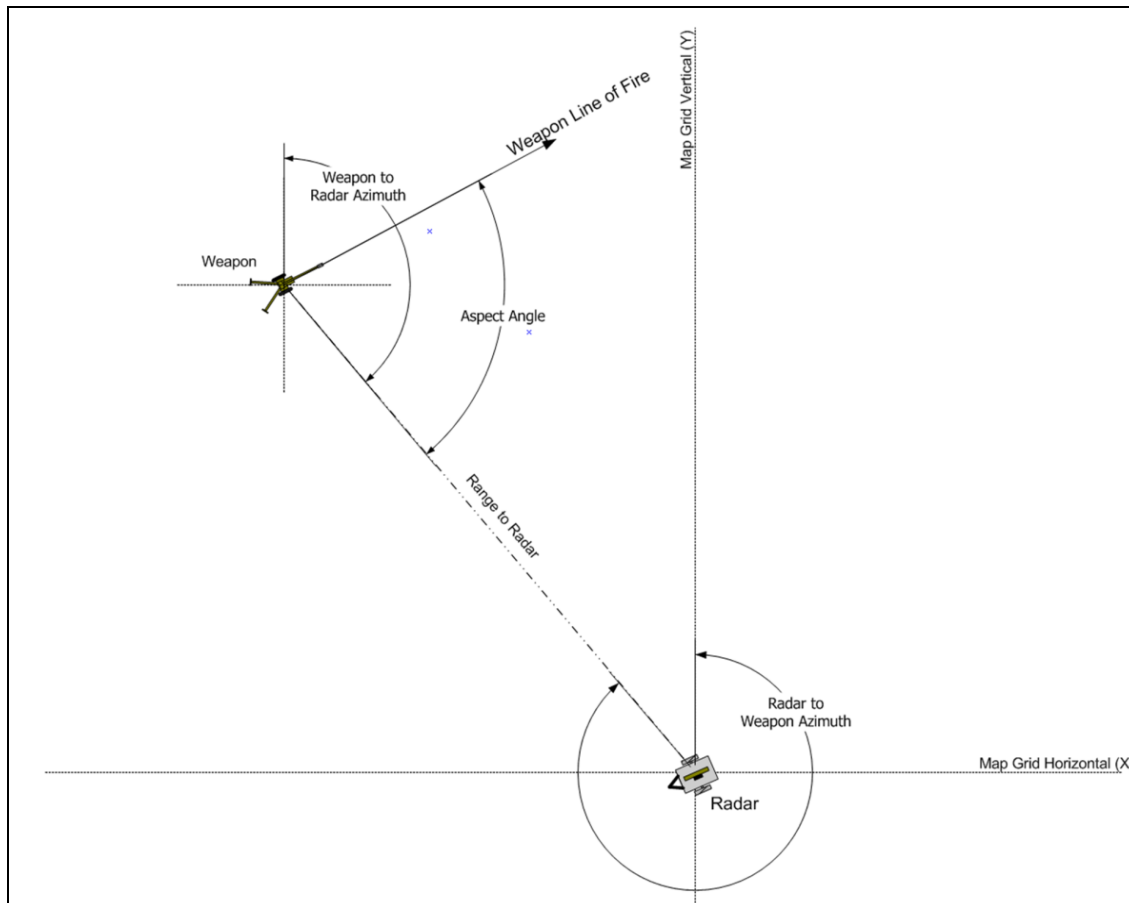 Map Grid Vertical (Y)
Weapon Line of Fire
Weapon to
Radar Azimuth
Weapon
Aspect Angle
Range to Radar
Radar to
Weapon Azimuth
Map Grid Horizontal (X
Radar